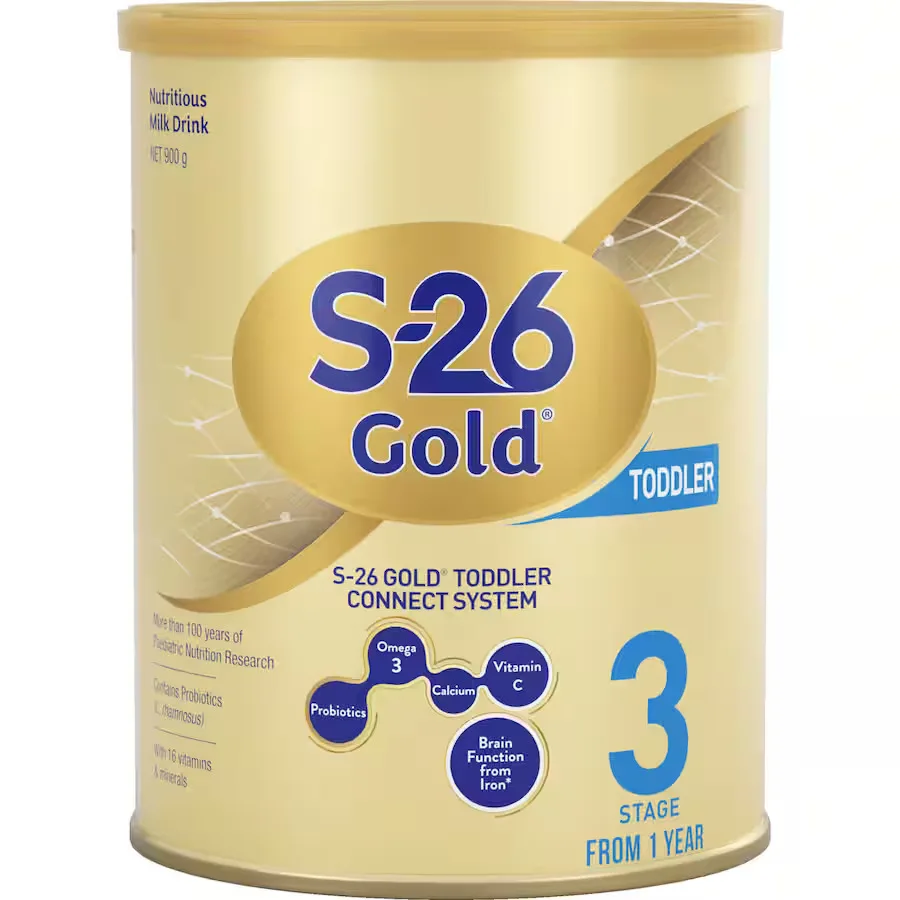 Nutritious
Milk Drink
NET 900 g
S-26
Gold®
TODDLER
S-26 GOLD® TODDLER
CONNECT SYSTEM
More than 100 years of
Paediatric Nutrition Research
Contains Probiotics
L. (rhamnosus)
With 16 vitamins
& minerals
Omega
3
Probiotics
Calcium
Vitamin
C
Brain
Function
from
Iron*
3
STAGE
FROM 1 YEAR